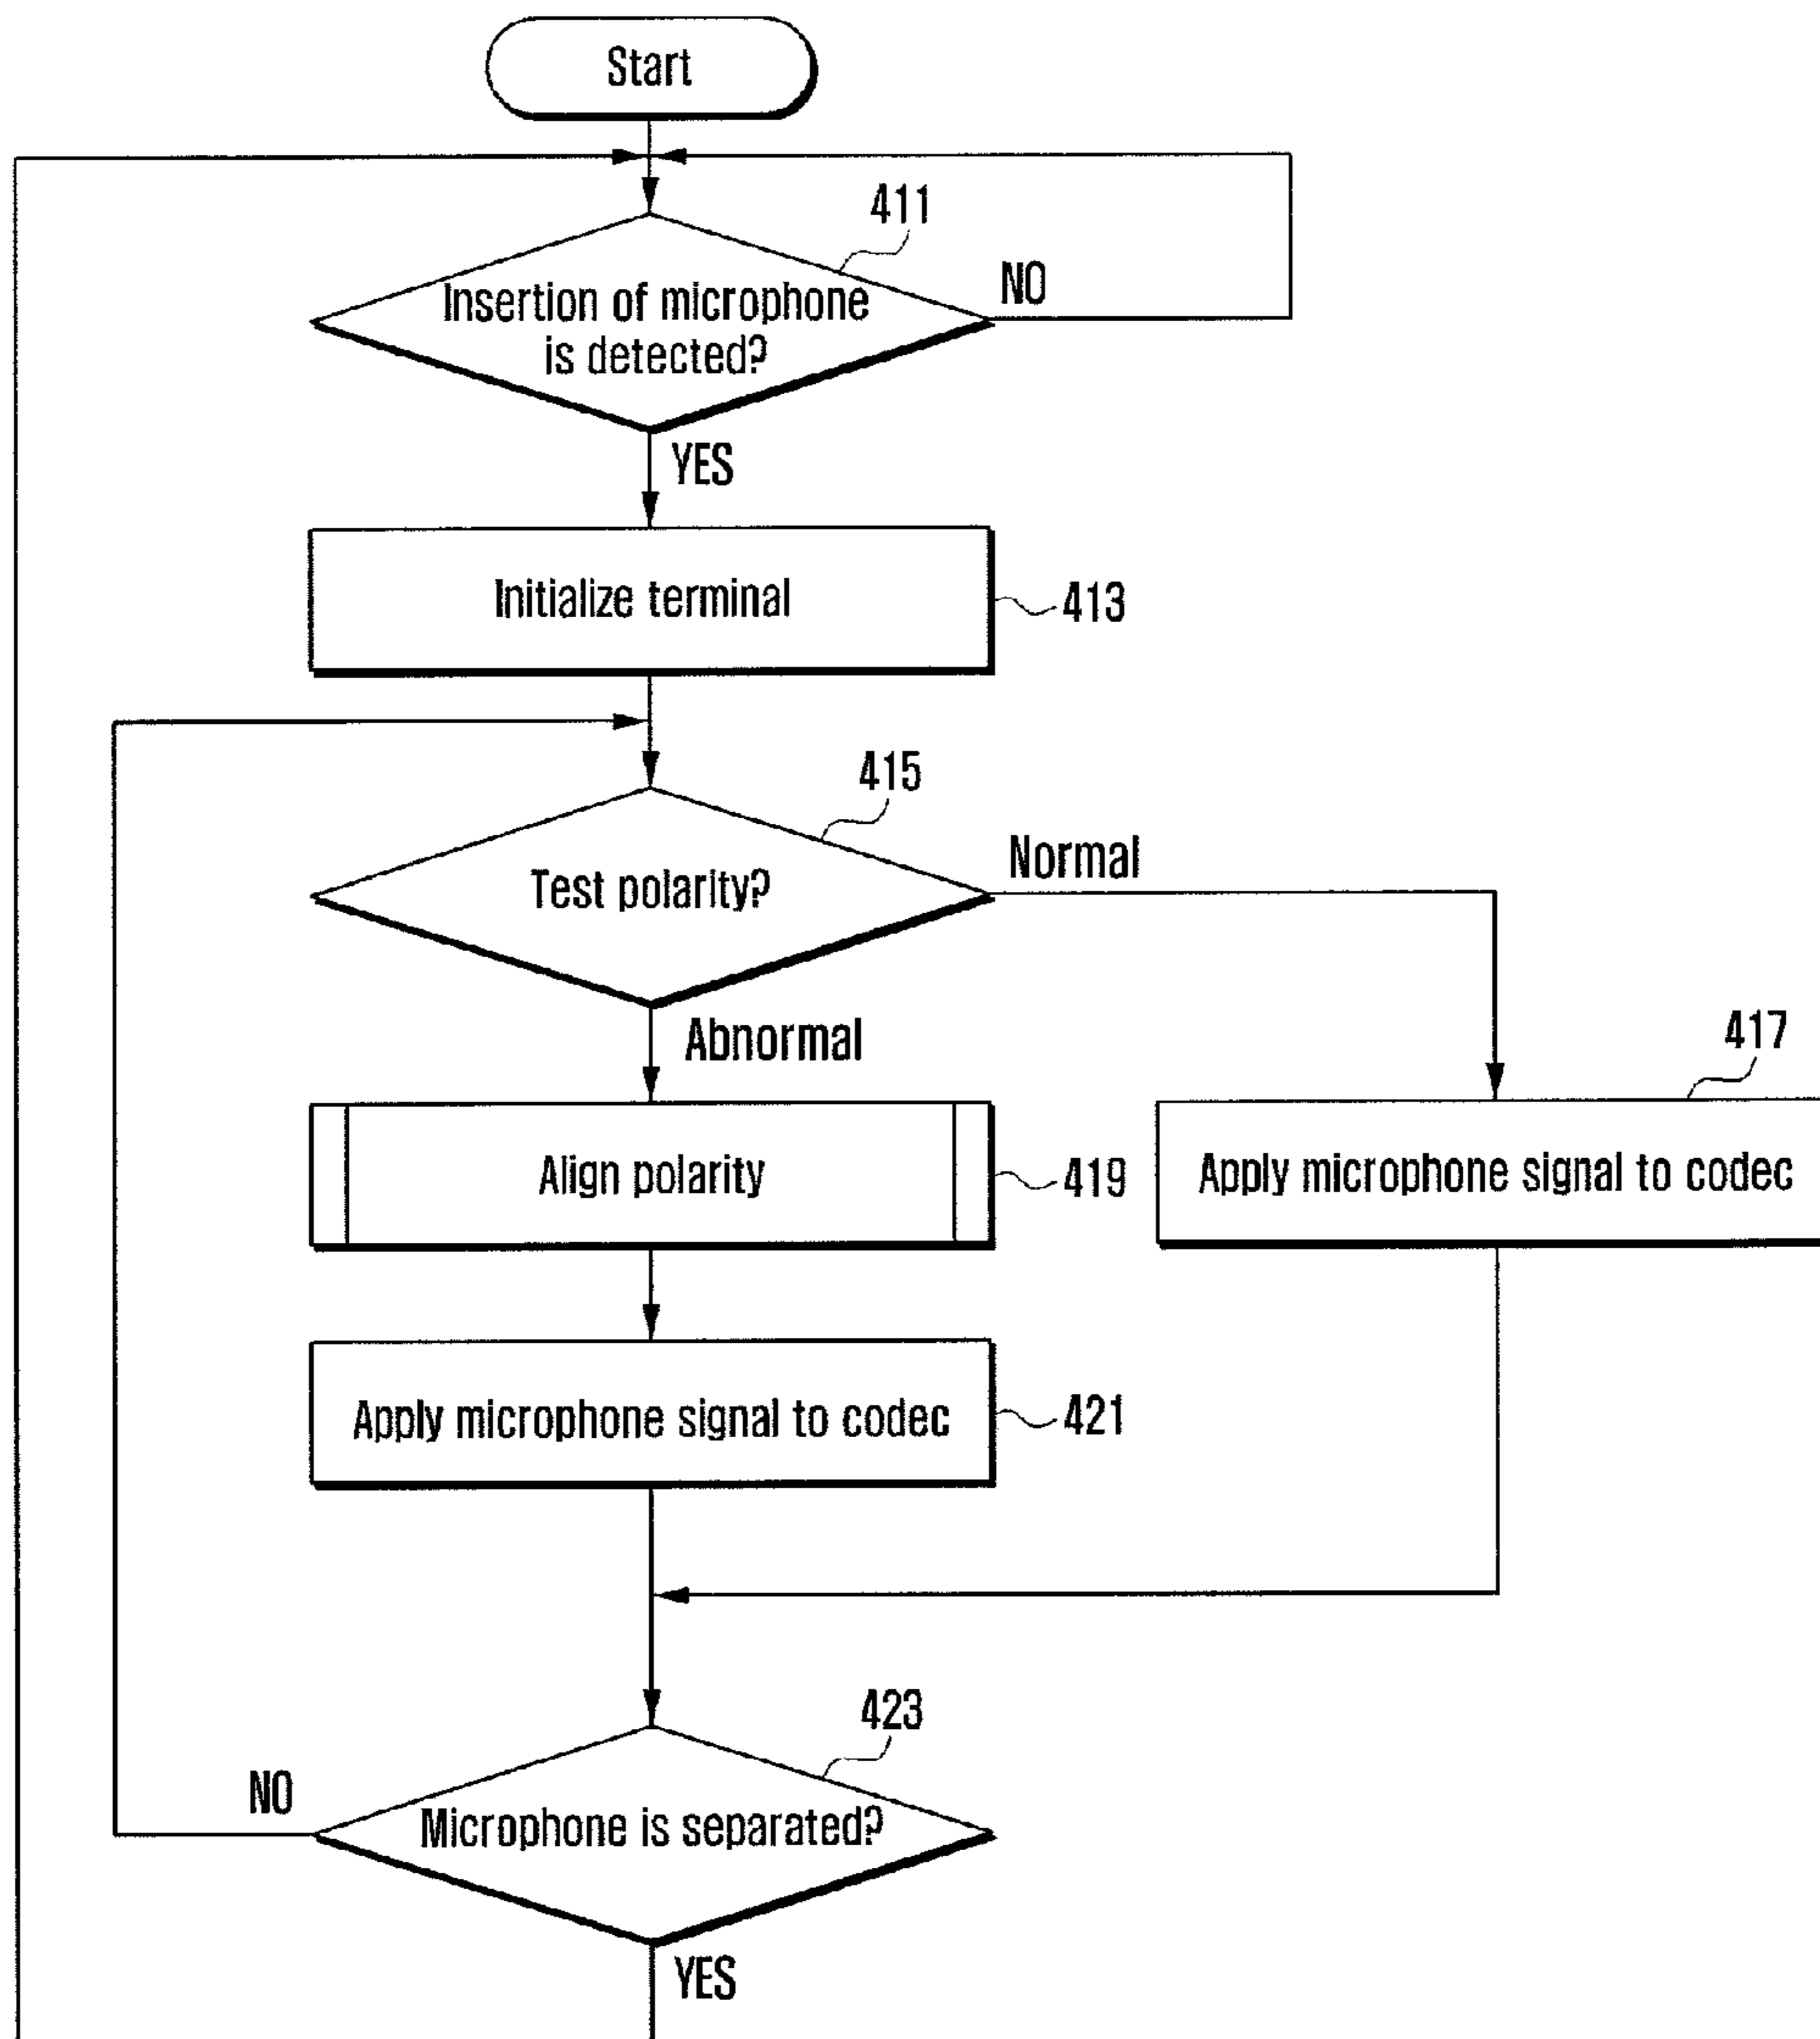 Start
411
Insertion of microphone
is detected?
NO
YES
Initialize terminal
413
415
Test polarity?
Normal
Abnormal
417
Align polarity
419
Apply microphone signal to codec
Apply microphone signal to codec
421
423
NO
Microphone is separated?
YES